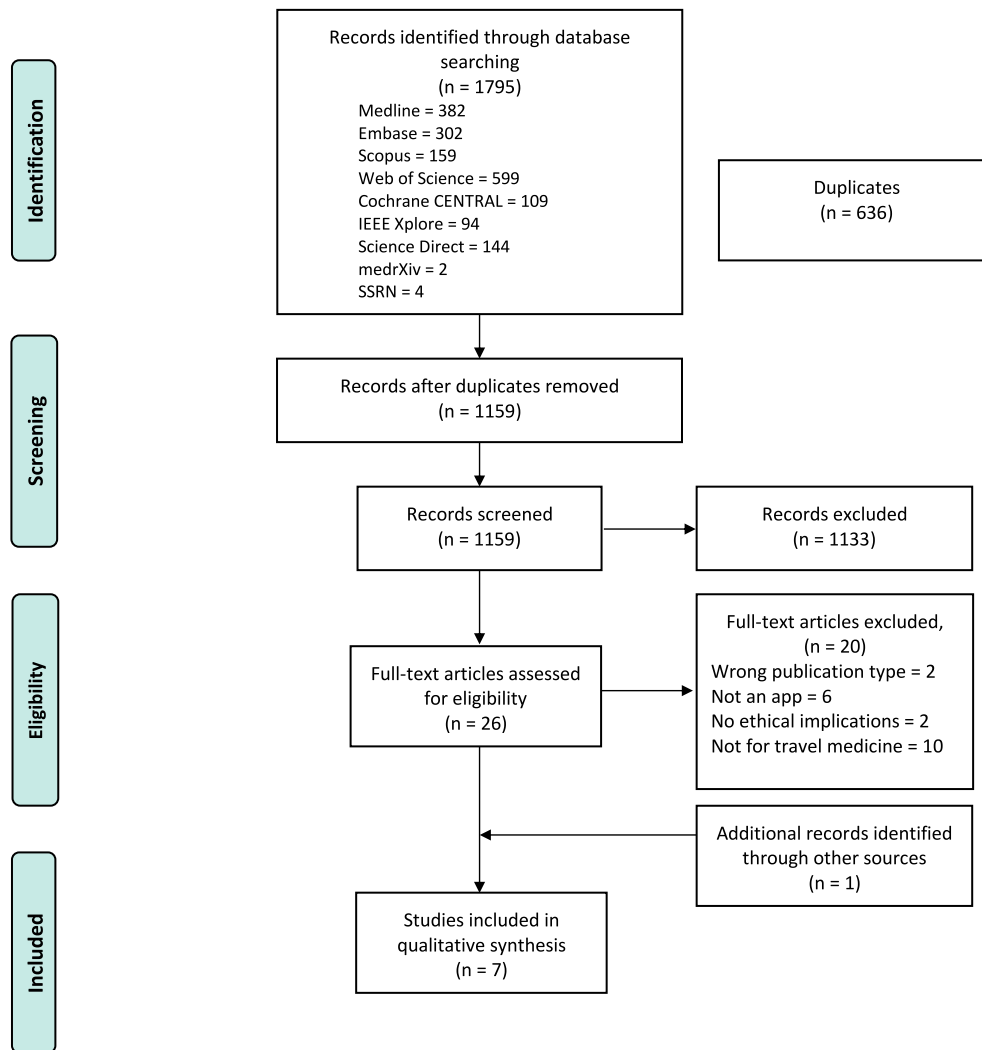 Identification
Records identified through database
searching
(n = 1795)
Medline = 382
Embase = 302
Scopus = 159
Web of Science = 599
Cochrane CENTRAL = 109
IEEE Xplore = 94
Science Direct = 144
medrXiv = 2
SSRN = 4
Duplicates
(n = 636)
Screening
Records after duplicates removed
(n = 1159)
Records screened
(n = 1159)
Records excluded
(n = 1133)
Eligibility
Full-text articles assessed
for eligibility
(n = 26)
Full-text articles excluded,
(n = 20)
Wrong publication type = 2
Not an app = 6
No ethical implications = 2
Not for travel medicine = 10
Additional records identified
through other sources
(n = 1)
Included
Studies included in
qualitative synthesis
(n = 7)